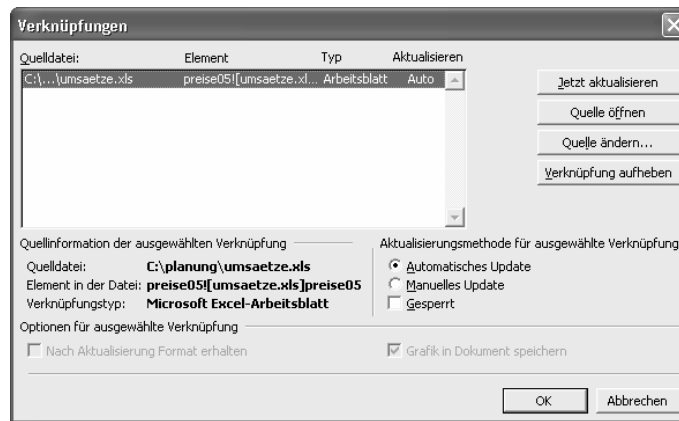 Verknüpfungen
Quelldatei: Element Typ Aktualisieren
C:\...\umsaetze.xls preise05![umsaetze.xl... Arbeitsblatt Auto
Jetzt aktualisieren
Quelle öffnen
Quelle ändern...
Verknüpfung aufheben
Quellinformation der ausgewählten Verknüpfung
Quelldatei: C:\planung\umsaetze.xls
Element in der Datei: preise05![umsaetze.xls]preise05
Verknüpfungstyp: Microsoft Excel-Arbeitsblatt
Aktualisierungsmethode für ausgewählte Verknüpfung
Automatisches Update
Manuelles Update
Gesperrt
Optionen für ausgewählte Verknüpfung
Nach Aktualisierung Format erhalten
Grafik in Dokument speichern
OK
Abbrechen